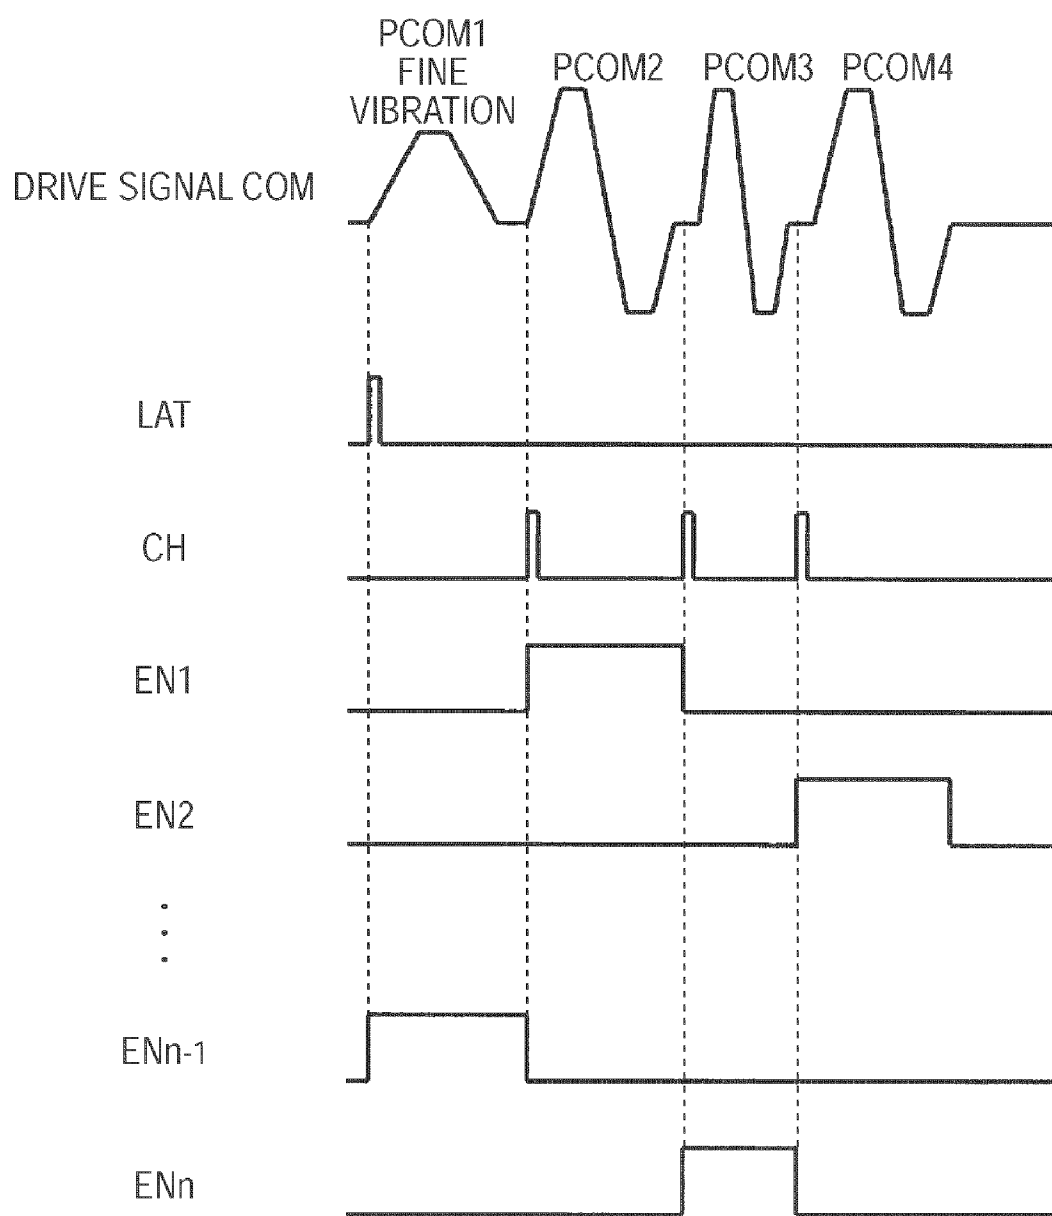 PCOM1
FINE
VIBRATION
PCOM2
PCOM3
PCOM4
DRIVE SIGNAL COM
LAT
CH
EN1
EN2
ENn-1
ENn